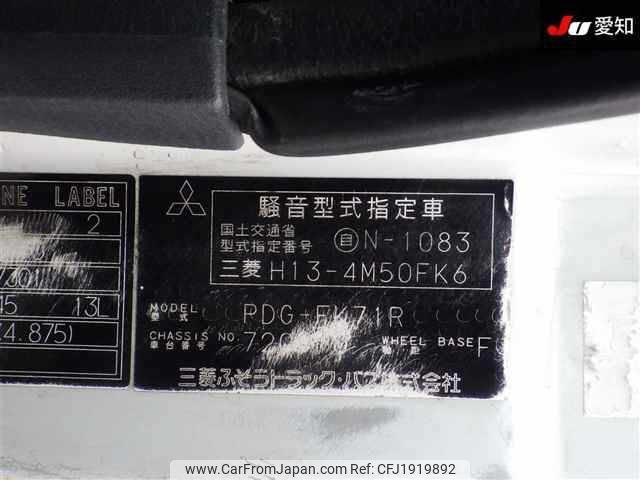 JU 愛知
NE LABEL
2
15 13L
(4.875)
騒音型式指定車
国土交通省
型式指定番号
自 N-1083
三菱 H13-4M50FK6
MODEL
型式
PDG-FK71R
CHASSIS NO.
車台番号
720
WHEEL BASE F
軸距
三菱ふそうトラック・バス株式会社
www.CarFromJapan.com - ID: CFJ1919892